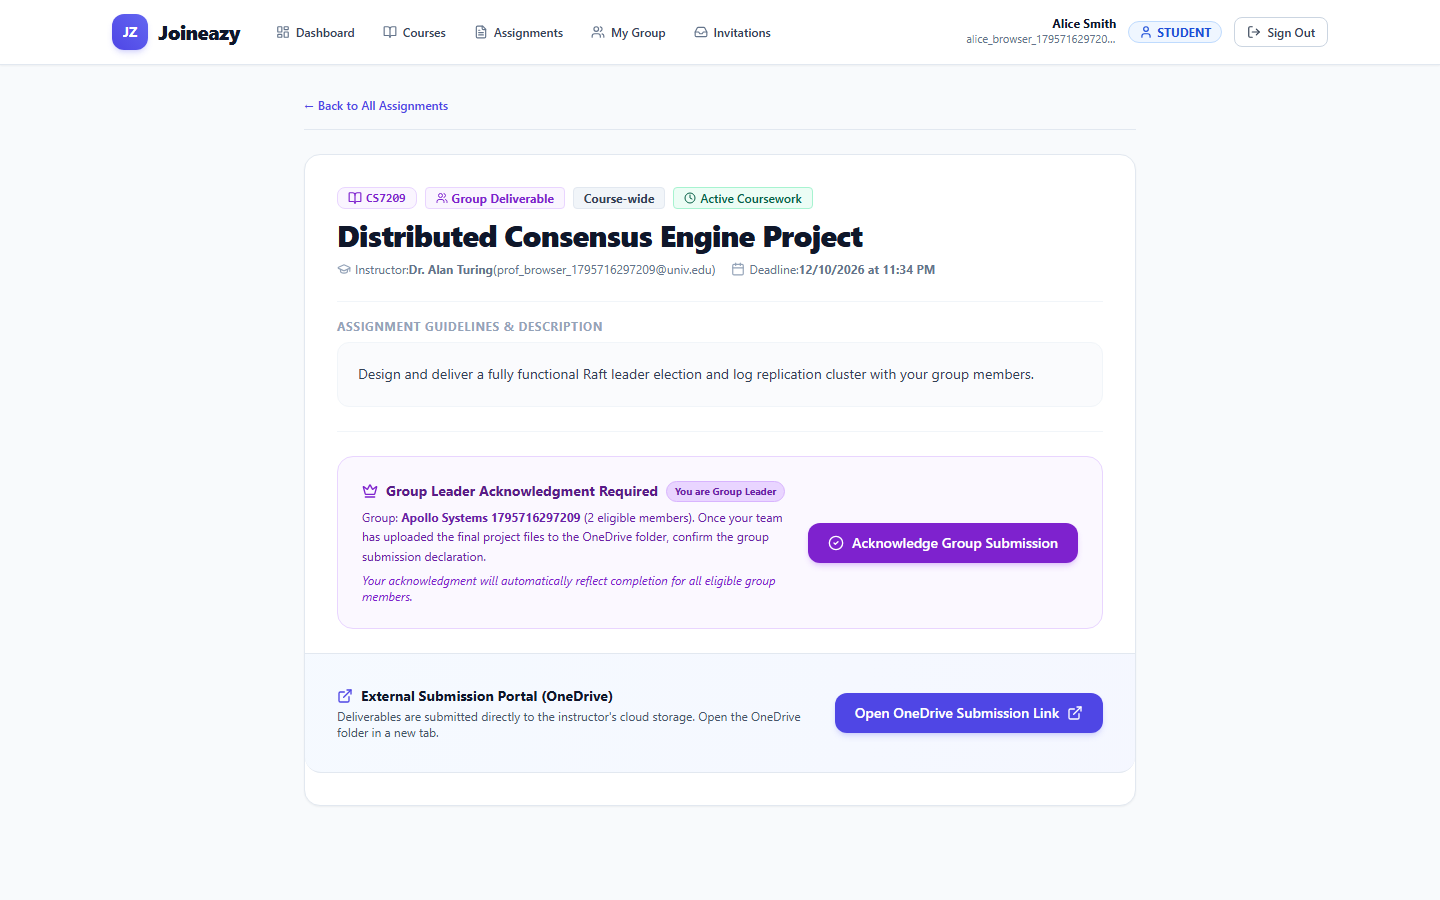 JZ Joineazy Dashboard Courses Assignments My Group Invitations Alice Smith STUDENT Sign Out
alice_browser_179571629720...
← Back to All Assignments
CS7209 Group Deliverable Course-wide Active Coursework
Distributed Consensus Engine Project
Instructor:Dr. Alan Turing(prof_browser_1795716297209@univ.edu) Deadline:12/10/2026 at 11:34 PM
ASSIGNMENT GUIDELINES & DESCRIPTION
Design and deliver a fully functional Raft leader election and log replication cluster with your group members.
Group Leader Acknowledgment Required You are Group Leader
Group: Apollo Systems 1795716297209 (2 eligible members). Once your team
has uploaded the final project files to the OneDrive folder, confirm the group
submission declaration.
Your acknowledgment will automatically reflect completion for all eligible group
members.
Acknowledge Group Submission
External Submission Portal (OneDrive)
Deliverables are submitted directly to the instructor's cloud storage. Open the OneDrive
folder in a new tab.
Open OneDrive Submission Link